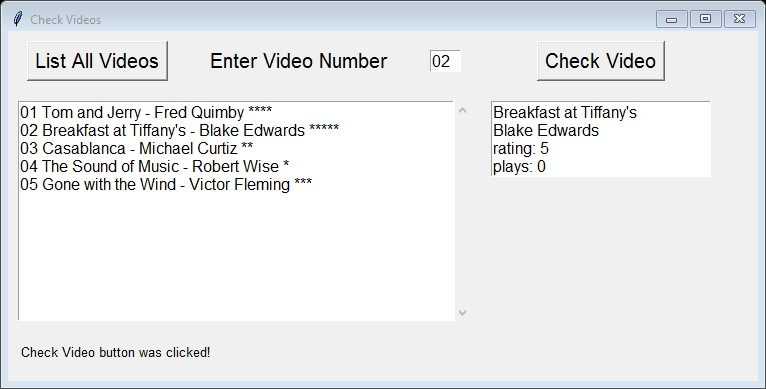 Check Videos
List All Videos
Enter Video Number
02
Check Video
01 Tom and Jerry - Fred Quimby ****
02 Breakfast at Tiffany's - Blake Edwards *****
03 Casablanca - Michael Curtiz **
04 The Sound of Music - Robert Wise *
05 Gone with the Wind - Victor Fleming ***
Breakfast at Tiffany's
Blake Edwards
rating: 5
plays: 0
Check Video button was clicked!